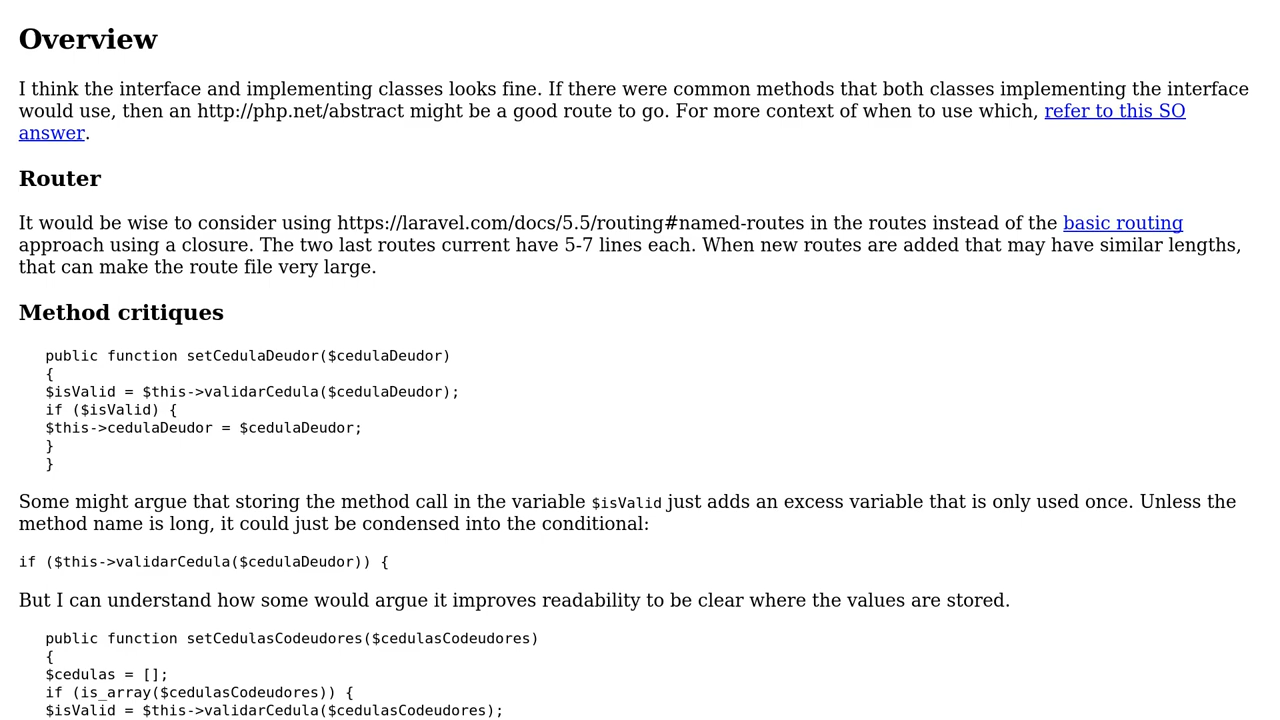 Overview
I think the interface and implementing classes looks fine. If there were common methods that both classes implementing the interface
would use, then an http://php.net/abstract might be a good route to go. For more context of when to use which, refer to this SO
answer.
Router
It would be wise to consider using https://laravel.com/docs/5.5/routing#named-routes in the routes instead of the basic routing
approach using a closure. The two last routes current have 5-7 lines each. When new routes are added that may have similar lengths,
that can make the route file very large.
Method critiques
public function setCedulaDeudor($cedulaDeudor)
{
$isValid = $this->validarCedula($cedulaDeudor);
if ($isValid) {
$this->cedulaDeudor = $cedulaDeudor;
}
}
Some might argue that storing the method call in the variable $isValid just adds an excess variable that is only used once. Unless the
method name is long, it could just be condensed into the conditional:
if ($this->validarCedula($cedulaDeudor)) {
But I can understand how some would argue it improves readability to be clear where the values are stored.
public function setCedulasCodeudores($cedulasCodeudores)
{
$cedulas = [];
if (is_array($cedulasCodeudores)) {
$isValid = $this->validarCedula($cedulasCodeudores);